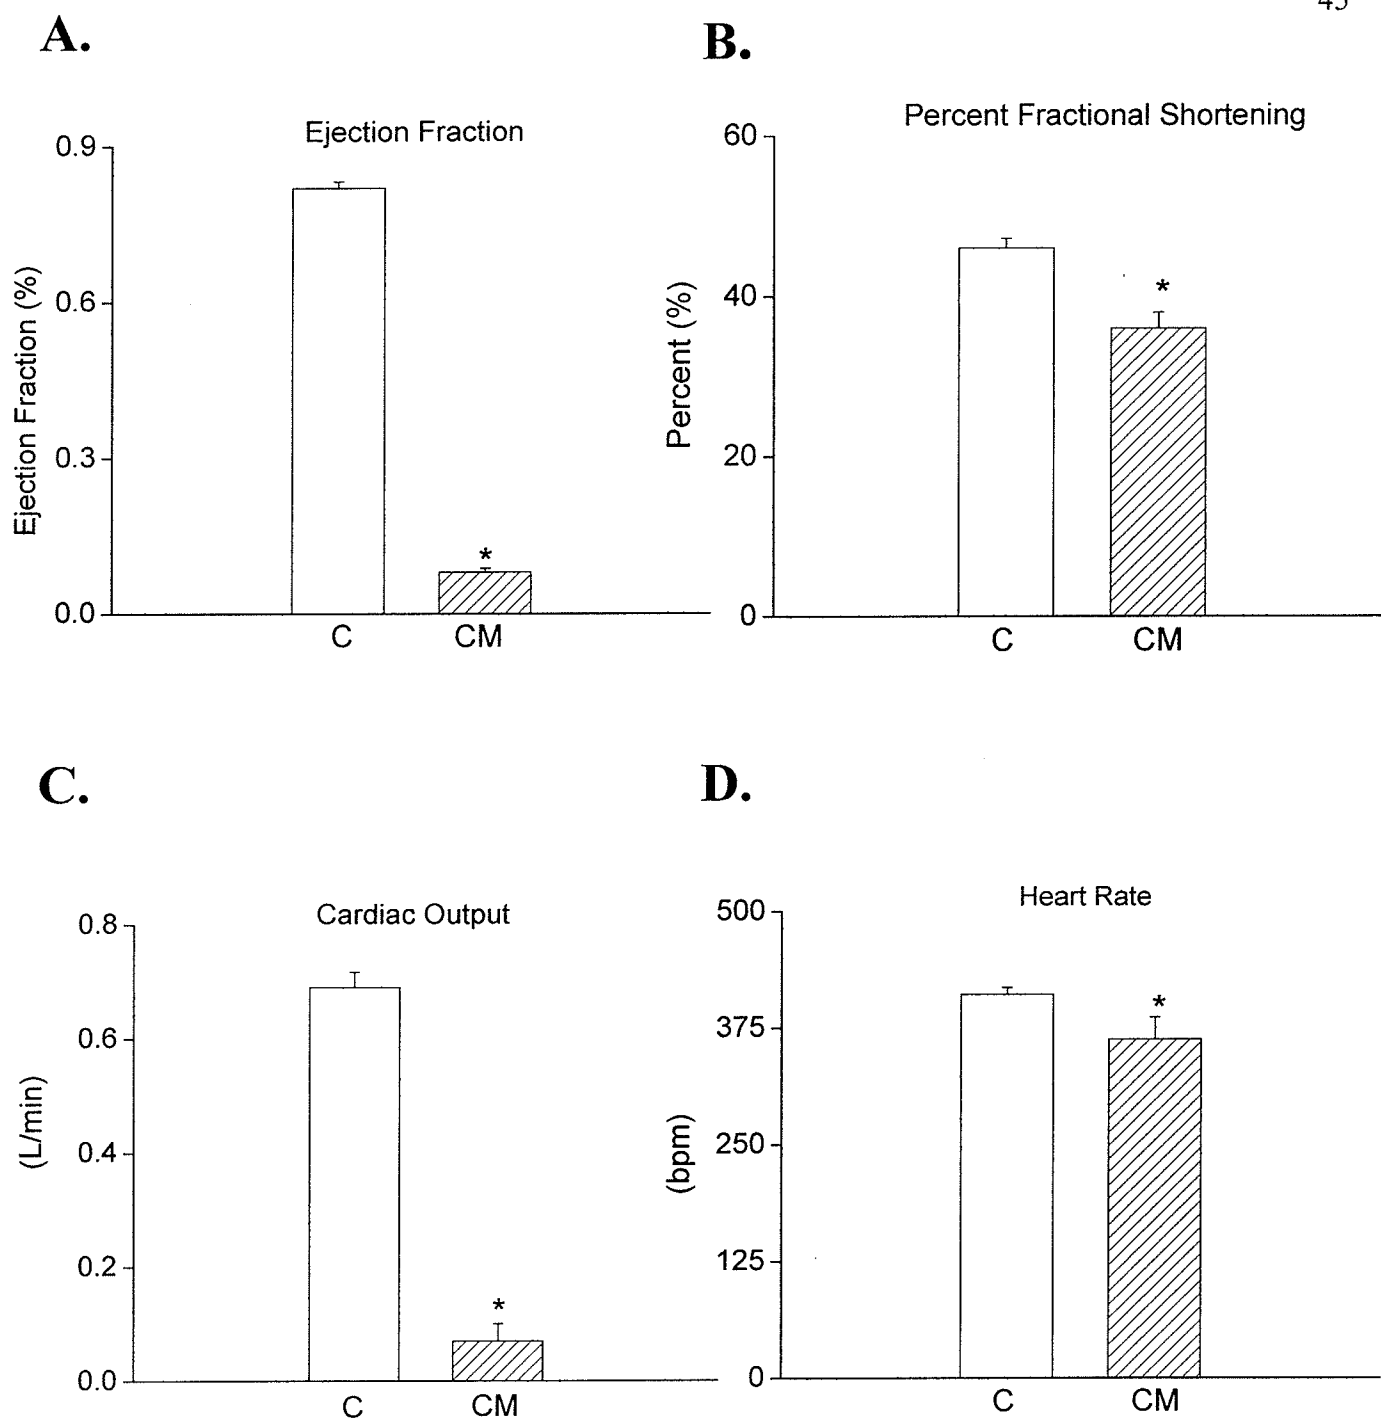 A.
Ejection Fraction
Ejection Fraction (%)
0.9
0.6
0.3
0.0
*
C CM
B.
Percent Fractional Shortening
Percent (%)
60
40
20
0
*
C CM
C.
Cardiac Output
(L/min)
0.8
0.6
0.4
0.2
0.0
*
C CM
D.
Heart Rate
(bpm)
500
375
250
125
0
*
C CM